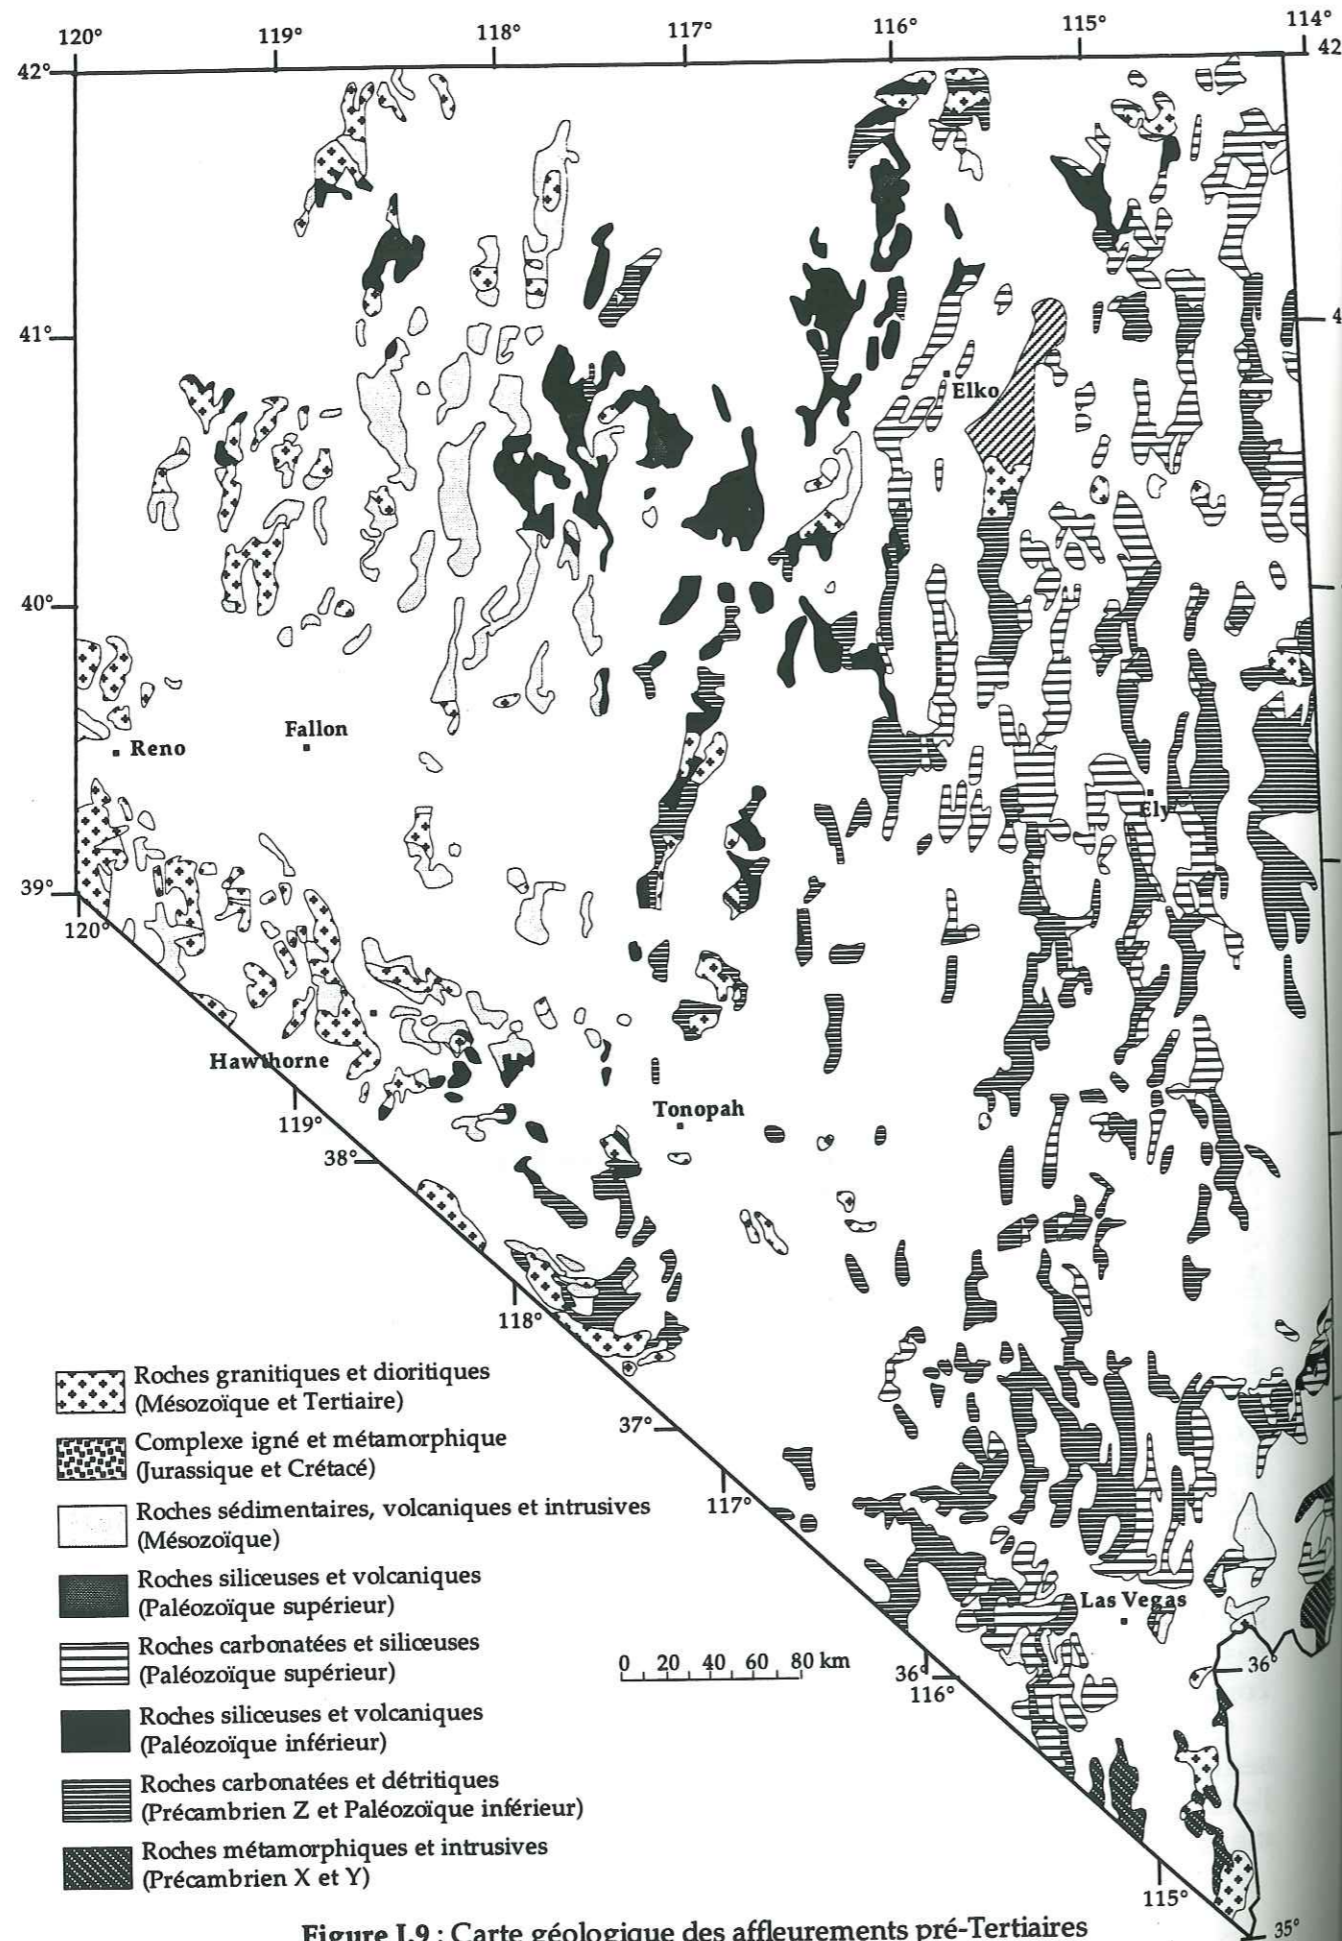 120° 119° 118° 117° 116° 115° 114°
42° 42
41° 4
Elko
40°
Reno
Fallon
Ely
39°
120°
Hawthorne
Tonopah
119°
38°
118°
Roches granitiques et dioritiques
(Mésozoïque et Tertiaire)
37°
Complexe igné et métamorphique
(Jurassique et Crétacé)
117°
Roches sédimentaires, volcaniques et intrusives
(Mésozoïque)
Roches siliceuses et volcaniques
(Paléozoïque supérieur)
Las Vegas
Roches carbonatées et siliceuses
(Paléozoïque supérieur)
0 20 40 60 80 km
36° 36°
116°
Roches siliceuses et volcaniques
(Paléozoïque inférieur)
Roches carbonatées et détritiques
(Précambrien Z et Paléozoïque inférieur)
Roches métamorphiques et intrusives
(Précambrien X et Y)
115°
Figure I.9 : Carte géologique des affleurements pré-Tertiaires
35°